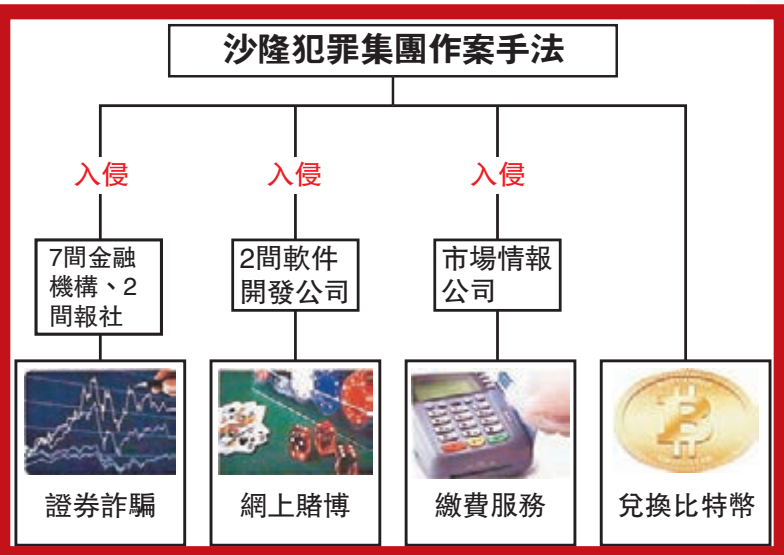 沙隆犯罪集團作案手法
入侵
入侵
入侵
7間金融
機構、2
間報社
2間軟件
開發公司
市場情報
公司
證券詐騙
網上賭博
繳費服務
兌換比特幣